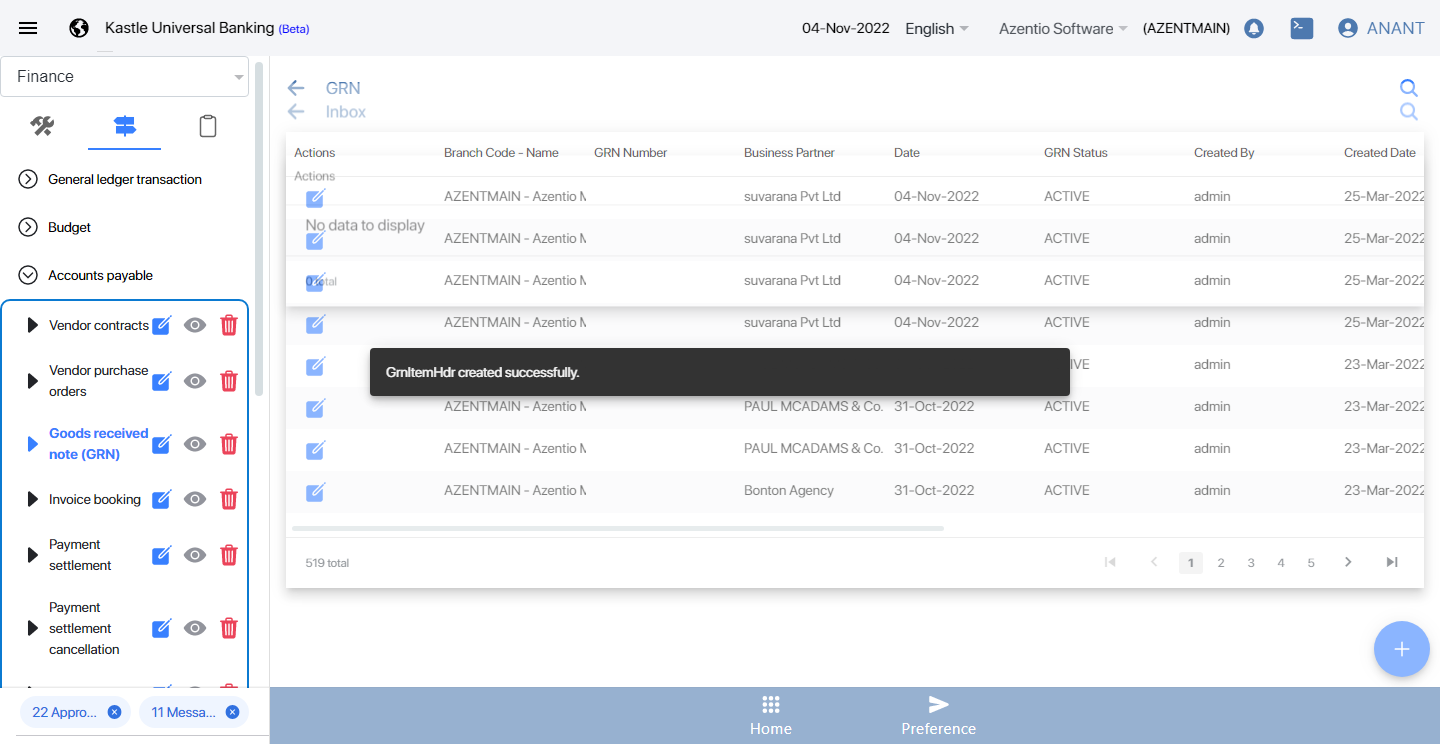 Kastle Universal Banking (Beta)
04-Nov-2022 English Azentio Software (AZENTMAIN) ANANT
Finance
General ledger transaction
Budget
Accounts payable
Vendor contracts
Vendor purchase
orders
Goods received
note (GRN)
Invoice booking
Payment
settlement
Payment
settlement
cancellation
22 Appro...
11 Messa...
GRN
Inbox
Actions Branch Code - Name GRN Number Business Partner Date GRN Status Created By Created Date
Actions
AZENTMAIN - Azentio M suvarana Pvt Ltd 04-Nov-2022 ACTIVE admin 25-Mar-2022
No data to display
AZENTMAIN - Azentio M suvarana Pvt Ltd 04-Nov-2022 ACTIVE admin 25-Mar-2022
0 total
AZENTMAIN - Azentio M suvarana Pvt Ltd 04-Nov-2022 ACTIVE admin 25-Mar-2022
AZENTMAIN - Azentio M suvarana Pvt Ltd 04-Nov-2022 ACTIVE admin 25-Mar-2022
admin 23-Mar-2022
GrnItemHdr created successfully.
AZENTMAIN - Azentio M PAUL MCADAMS & Co. 31-Oct-2022 ACTIVE admin 23-Mar-2022
AZENTMAIN - Azentio M PAUL MCADAMS & Co. 31-Oct-2022 ACTIVE admin 23-Mar-2022
AZENTMAIN - Azentio M Bonton Agency 31-Oct-2022 ACTIVE admin 23-Mar-2022
519 total
1 2 3 4 5
Home
Preference